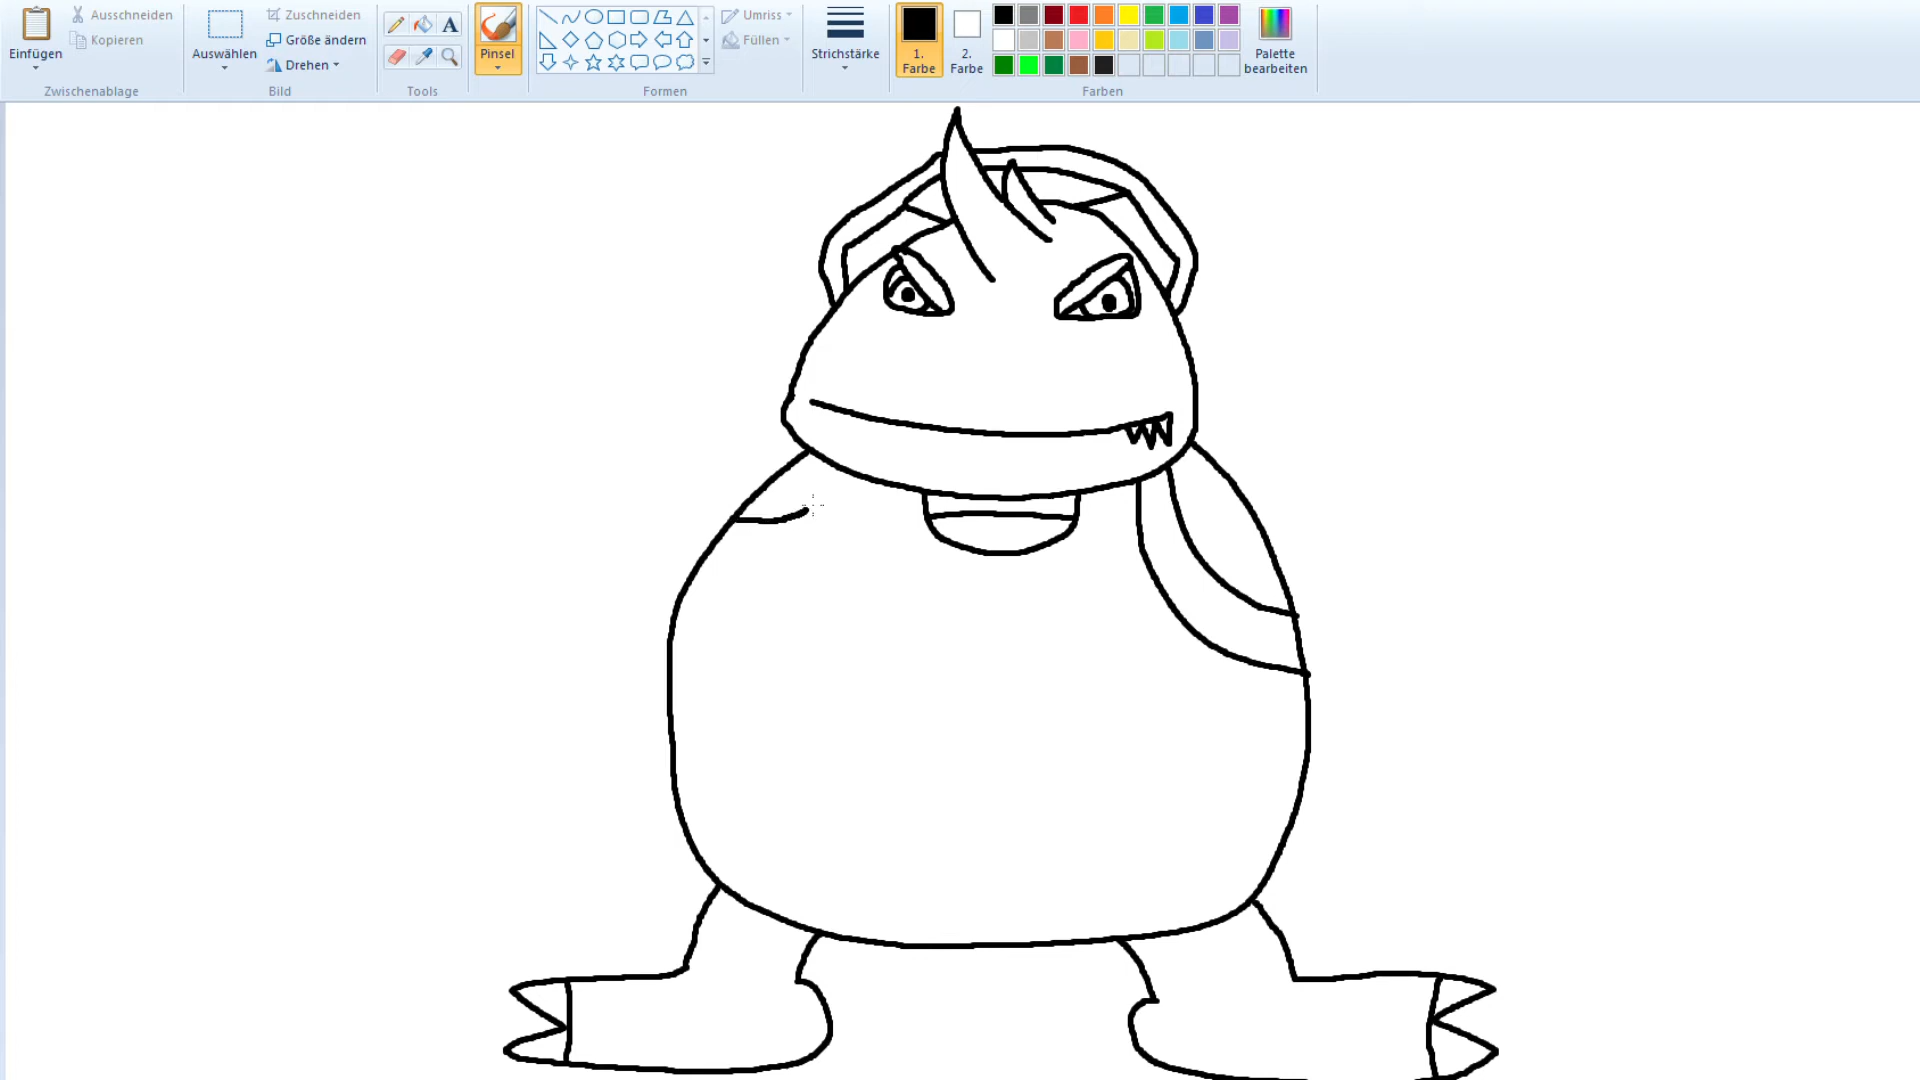 Einfügen
Ausschneiden
Kopieren
Zwischenablage
Auswählen
Zuschneiden
Größe ändern
Drehen
Bild
A
Tools
Pinsel
Formen
Umriss
Füllen
Strichstärke
1.
Farbe
2.
Farbe
Palette
bearbeiten
Farben